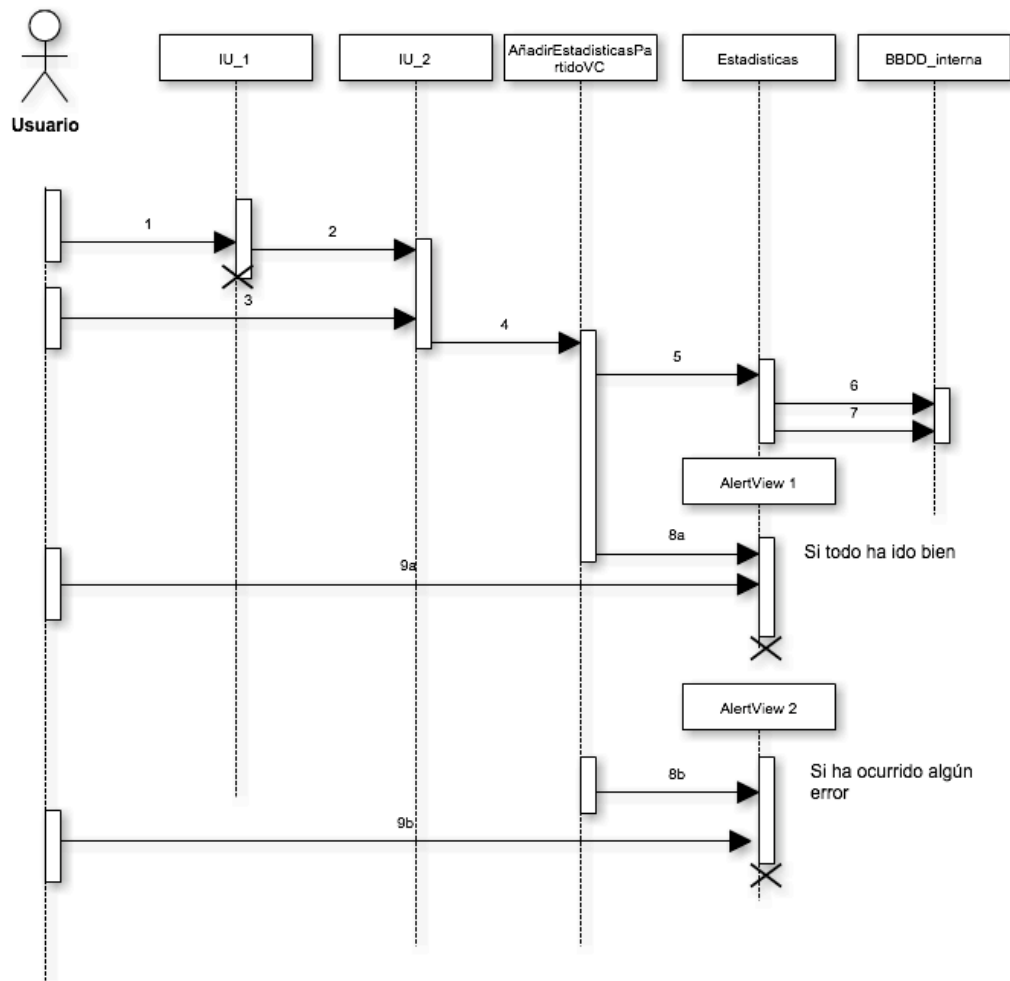 Usuario
IU_1
IU_2
AñadirEstadisticasPa
rtidoVC
Estadisticas
BBDD_interna
1
2
3
4
5
6
7
AlertView 1
8a
Si todo ha ido bien
9a
AlertView 2
8b
Si ha ocurrido algún
error
9b